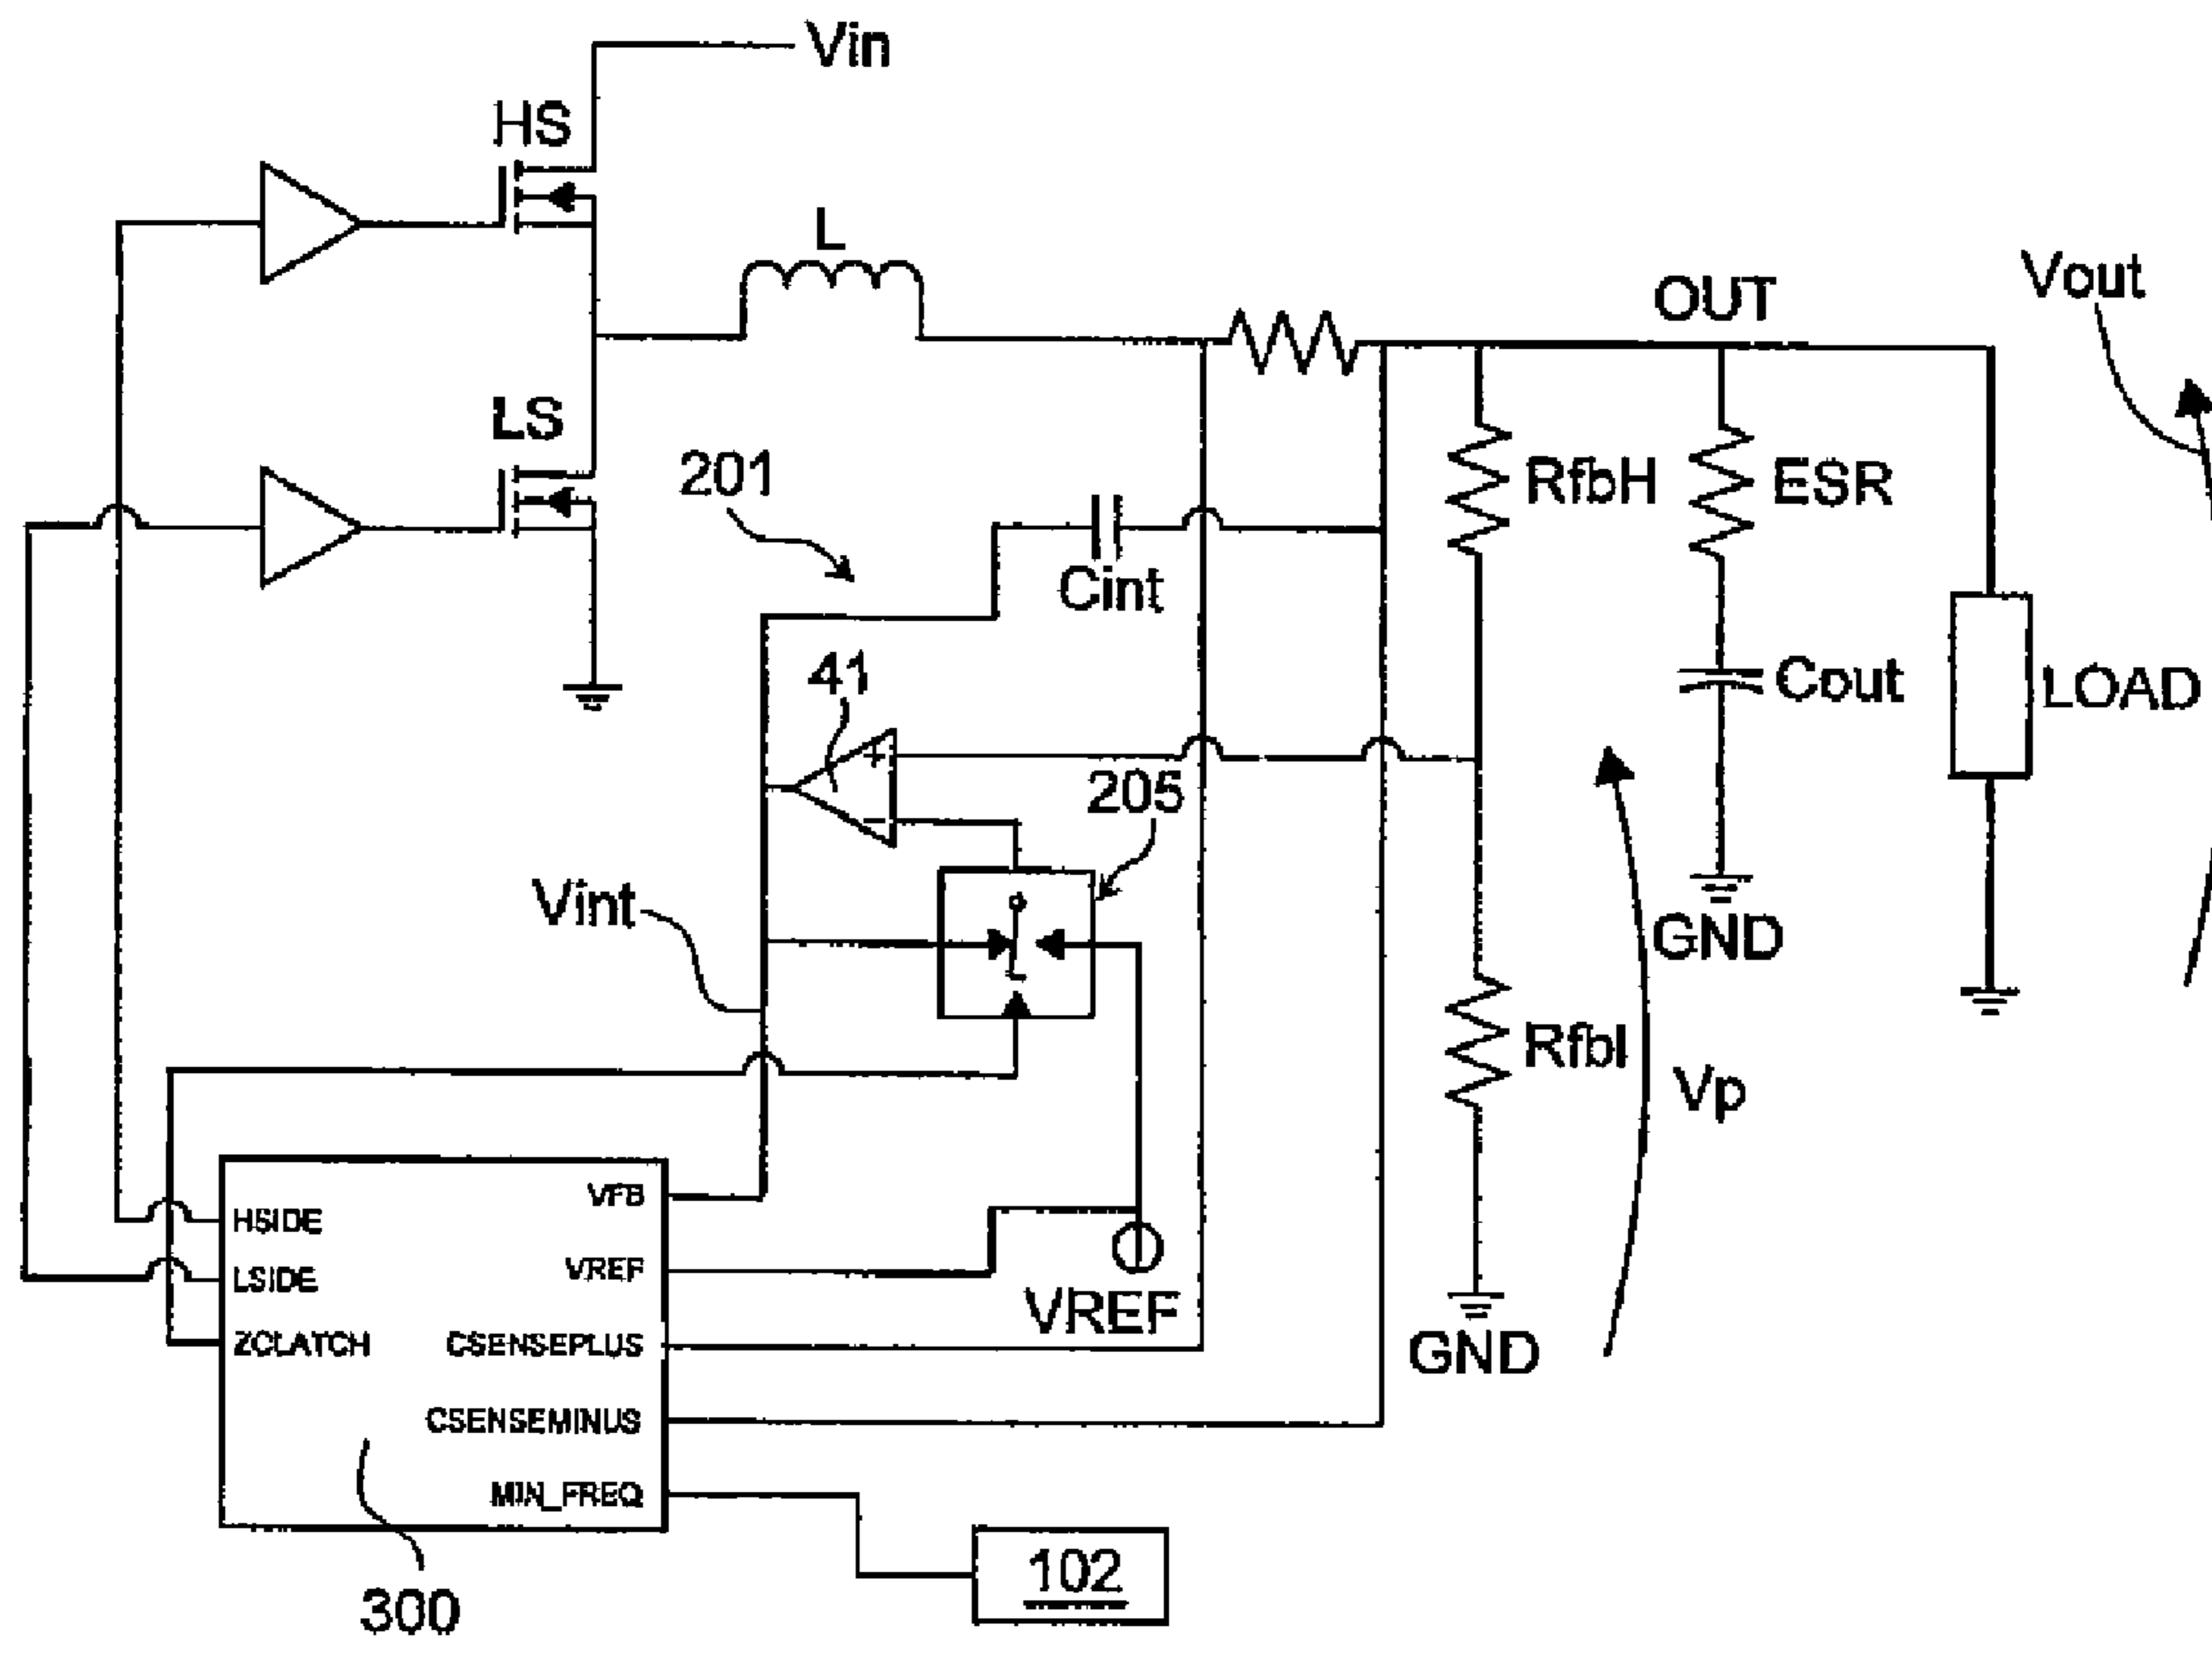 Vin
HS
L
OUT
Vout
LS
201
RfbH
ESR
Cint
41
Cout
LOAD
+
205
−
Vint
GND
Rfbl
Vp
VFB
HSIDE
VREF
LSIDE
VREF
ZCLATCH
CSENSEPLUS
GND
CSENSEMINUS
MIN_FREQ
102
300